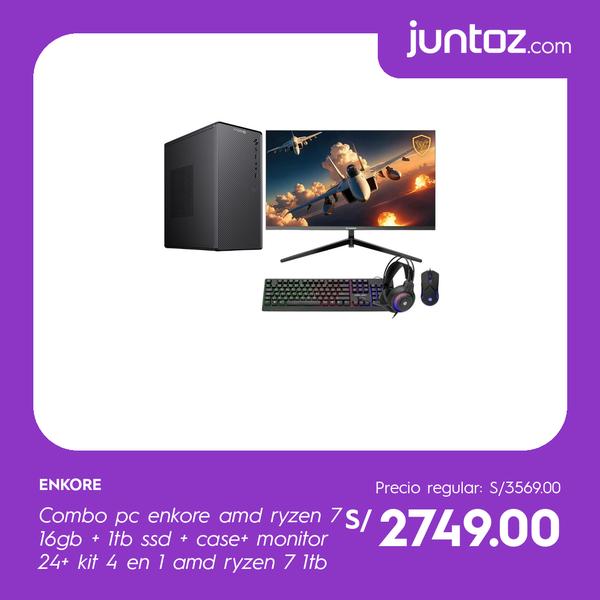 juntoz.com
ENKORE
Combo pc enkore amd ryzen 7
16gb + 1tb ssd + case+ monitor
24+ kit 4 en 1 amd ryzen 7 1tb
Precio regular: S/3569.00
S/ 2749.00